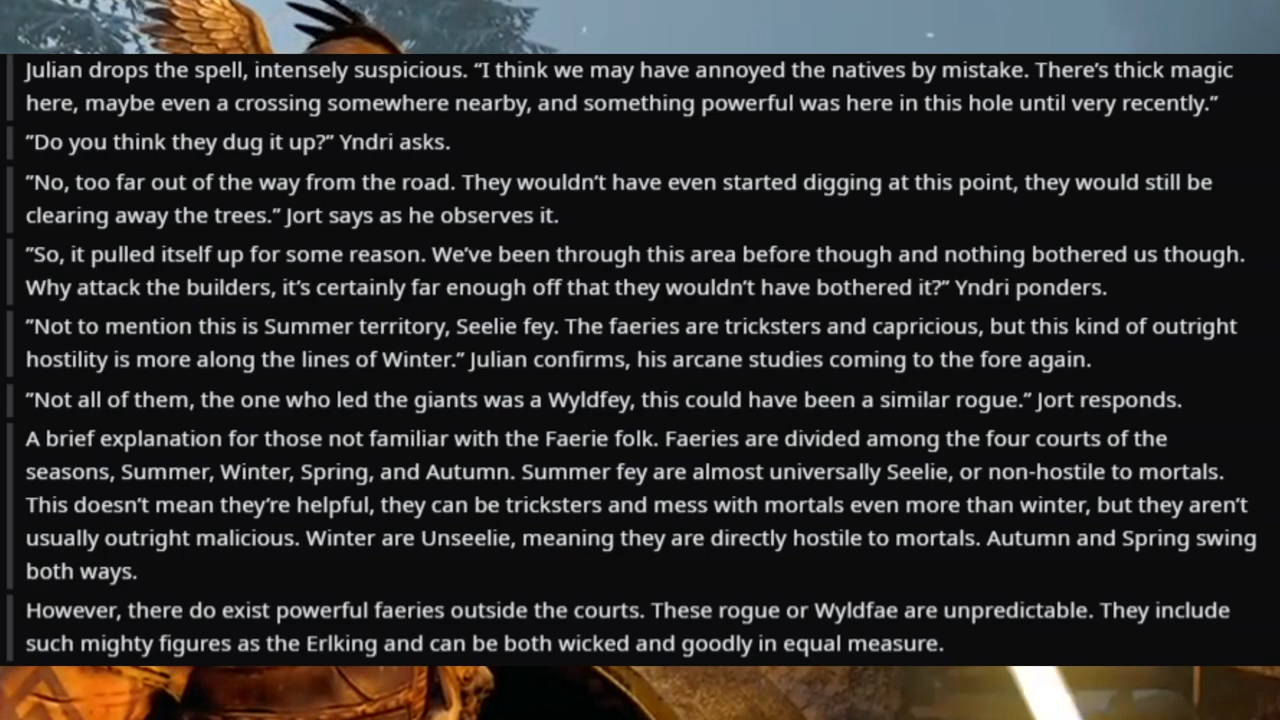 Julian drops the spell, intensely suspicious. “I think we may have annoyed the natives by mistake. There’s thick magic
here, maybe even a crossing somewhere nearby, and something powerful was here in this hole until very recently.”
”Do you think they dug it up?” Yndri asks.
”No, too far out of the way from the road. They wouldn’t have even started digging at this point, they would still be
clearing away the trees.” Jort says as he observes it.
”So, it pulled itself up for some reason. We’ve been through this area before though and nothing bothered us though.
Why attack the builders, it’s certainly far enough off that they wouldn’t have bothered it?” Yndri ponders.
”Not to mention this is Summer territory, Seelie fey. The faeries are tricksters and capricious, but this kind of outright
hostility is more along the lines of Winter.” Julian confirms, his arcane studies coming to the fore again.
”Not all of them, the one who led the giants was a Wyldfey, this could have been a similar rogue.” Jort responds.
A brief explanation for those not familiar with the Faerie folk. Faeries are divided among the four courts of the
seasons, Summer, Winter, Spring, and Autumn. Summer fey are almost universally Seelie, or non-hostile to mortals.
This doesn’t mean they’re helpful, they can be tricksters and mess with mortals even more than winter, but they aren’t
usually outright malicious. Winter are Unseelie, meaning they are directly hostile to mortals. Autumn and Spring swing
both ways.
However, there do exist powerful faeries outside the courts. These rogue or Wyldfae are unpredictable. They include
such mighty figures as the Erlking and can be both wicked and goodly in equal measure.